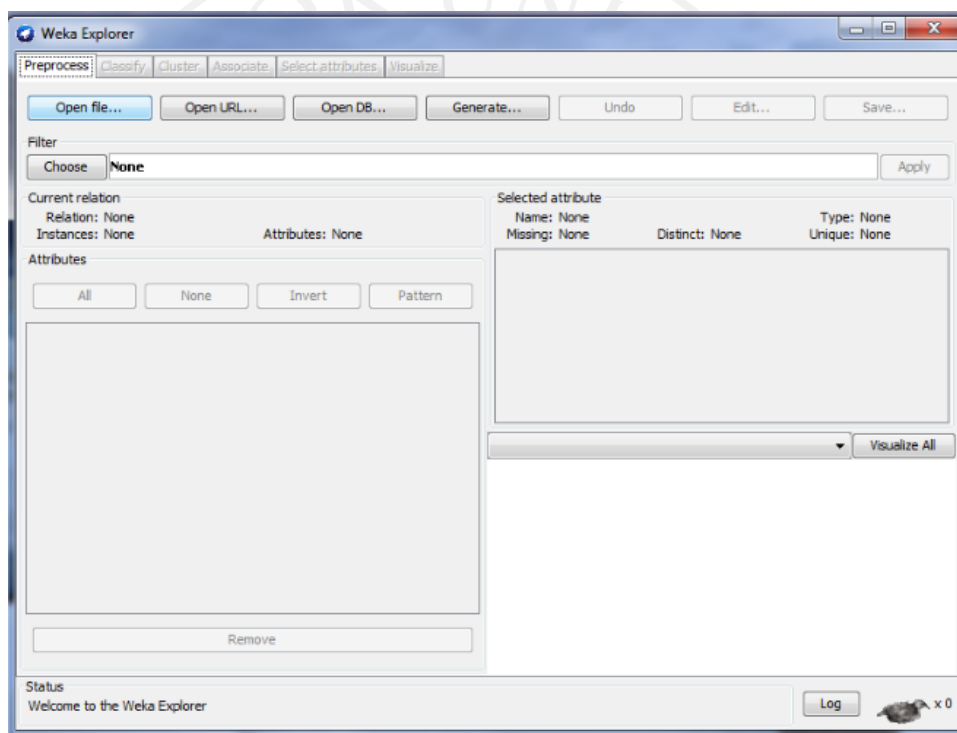 Weka Explorer
Preprocess Classify Cluster Associate Select attributes Visualize
Open file... Open URL... Open DB... Generate... Undo Edit... Save...
Filter
Choose None Apply
Current relation
Relation: None
Instances: None Attributes: None
Selected attribute
Name: None Type: None
Missing: None Distinct: None Unique: None
Attributes
All None Invert Pattern
Visualize All
Remove
Status
Welcome to the Weka Explorer
Log x 0